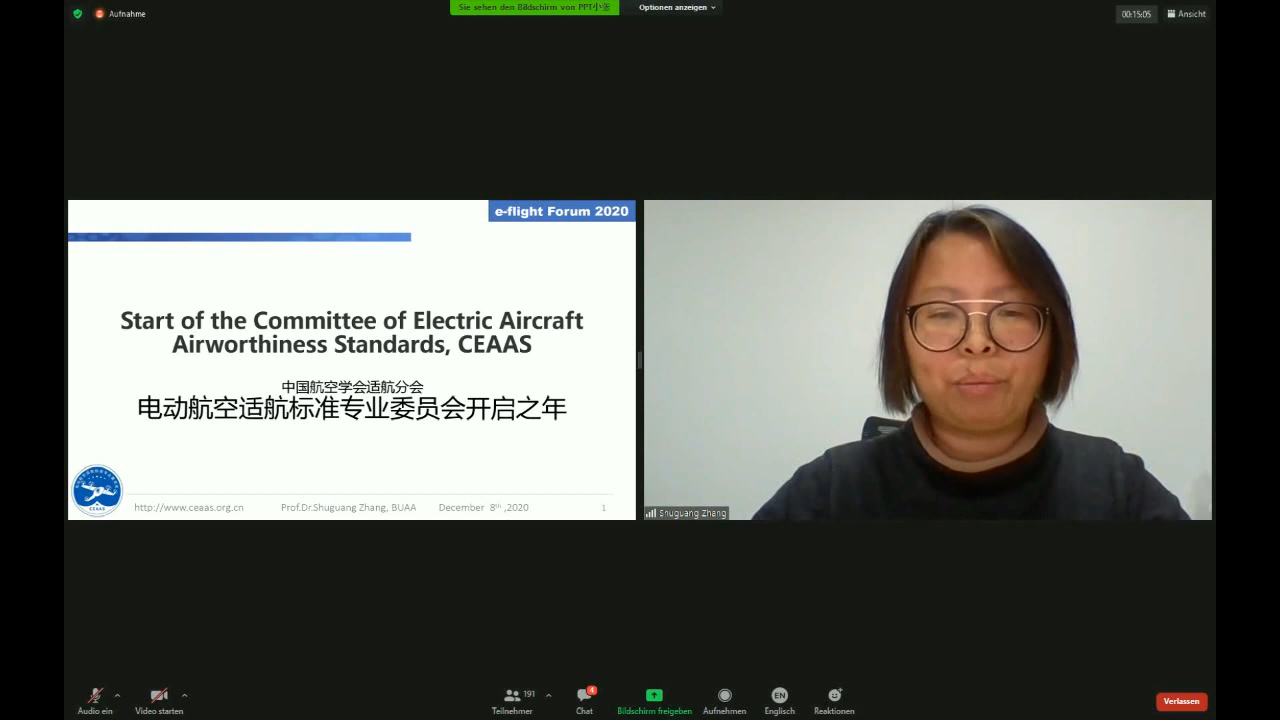 Aufnahme
Sie sehen den Bildschirm von PPT小张
Optionen anzeigen
00:15:05
Ansicht
e-flight Forum 2020
Start of the Committee of Electric Aircraft
Airworthiness Standards, CEAAS
中国航空学会适航分会
电动航空适航标准专业委员会开启之年
CEAAS
http://www.ceaas.org.cn
Prof.Dr.Shuguang Zhang, BUAA
December 8th ,2020
1
Shuguang Zhang
Audio ein
Video starten
191
Teilnehmer
4
Chat
Bildschirm freigeben
Aufnehmen
EN
Englisch
Reaktionen
Verlassen